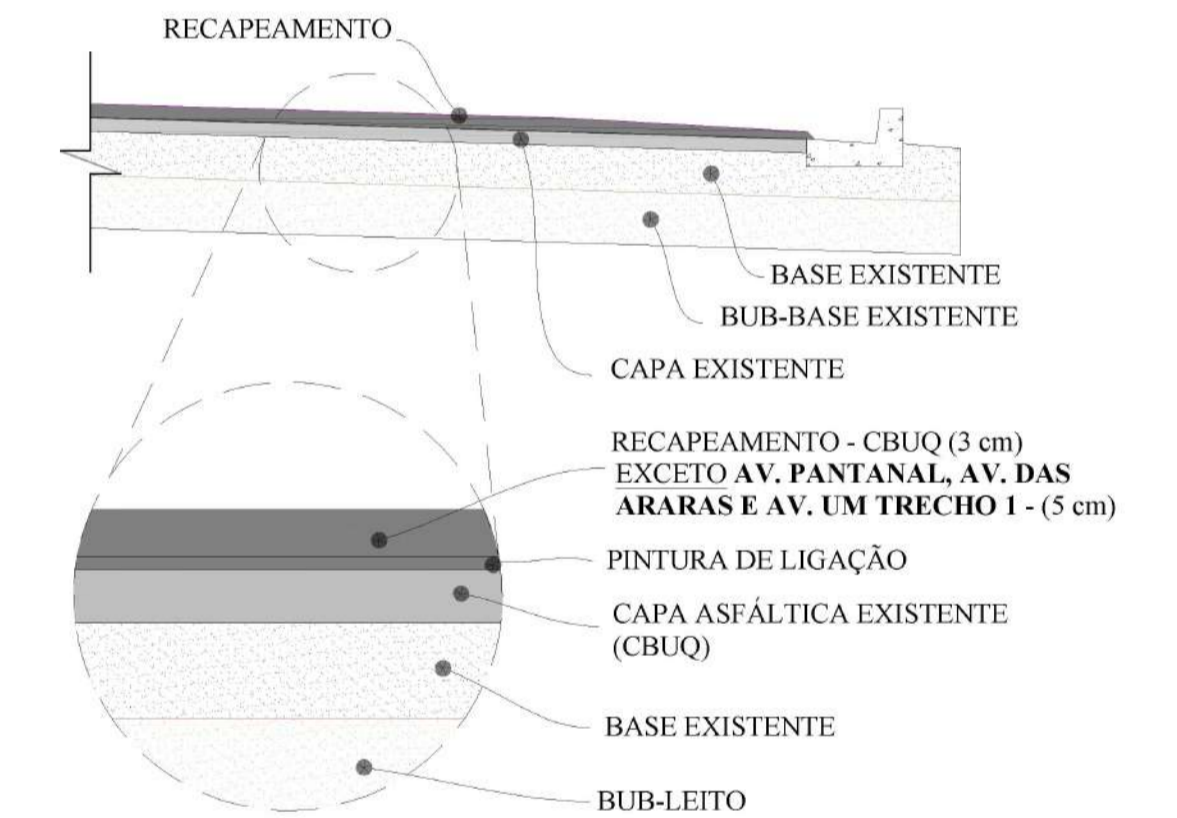 RECAPEAMENTO
BASE EXISTENTE
BUB-BASE EXISTENTE
CAPA EXISTENTE
RECAPEAMENTO - CBUQ (3 cm)
EXCETO AV. PANTANAL, AV. DAS
ARARAS E AV. UM TRECHO 1 - (5 cm)
PINTURA DE LIGAÇÃO
CAPA ASFÁLTICA EXISTENTE
(CBUQ)
BASE EXISTENTE
BUB-LEITO